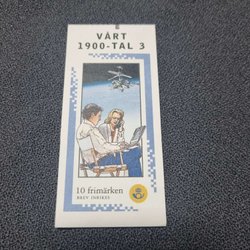 VÅRT
1900-TAL 3
10 frimärken
BREV INRIKES